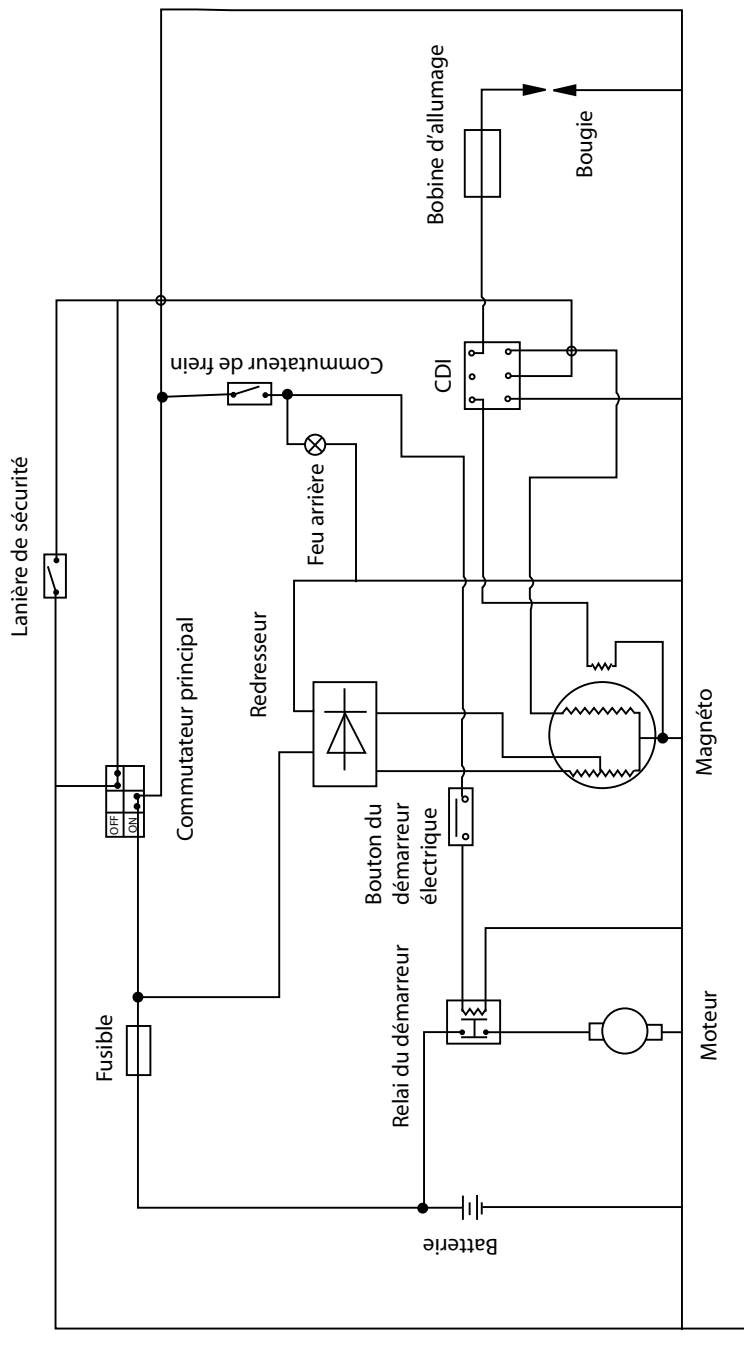 Lanière de sécurité
Commutateur principal
OFF
ON
Fusible
Redresseur
Commutateur de frein
Feu arrière
Bobine d'allumage
Bougie
CDI
Bouton du
démarreur
électrique
Relai du démarreur
Batterie
Magnéto
Moteur